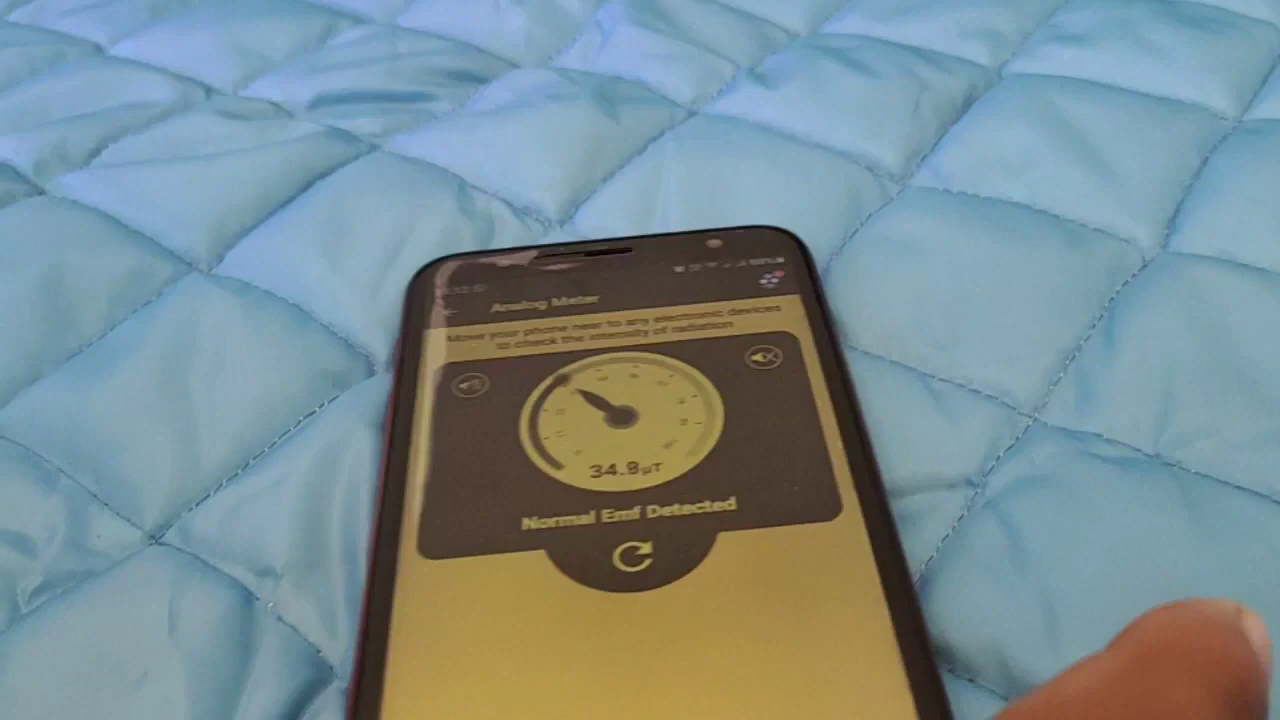 Analog Meter
Move your phone near to any electronic devices
to check the intensity of radiation
34.8μT
Normal Emf Detected